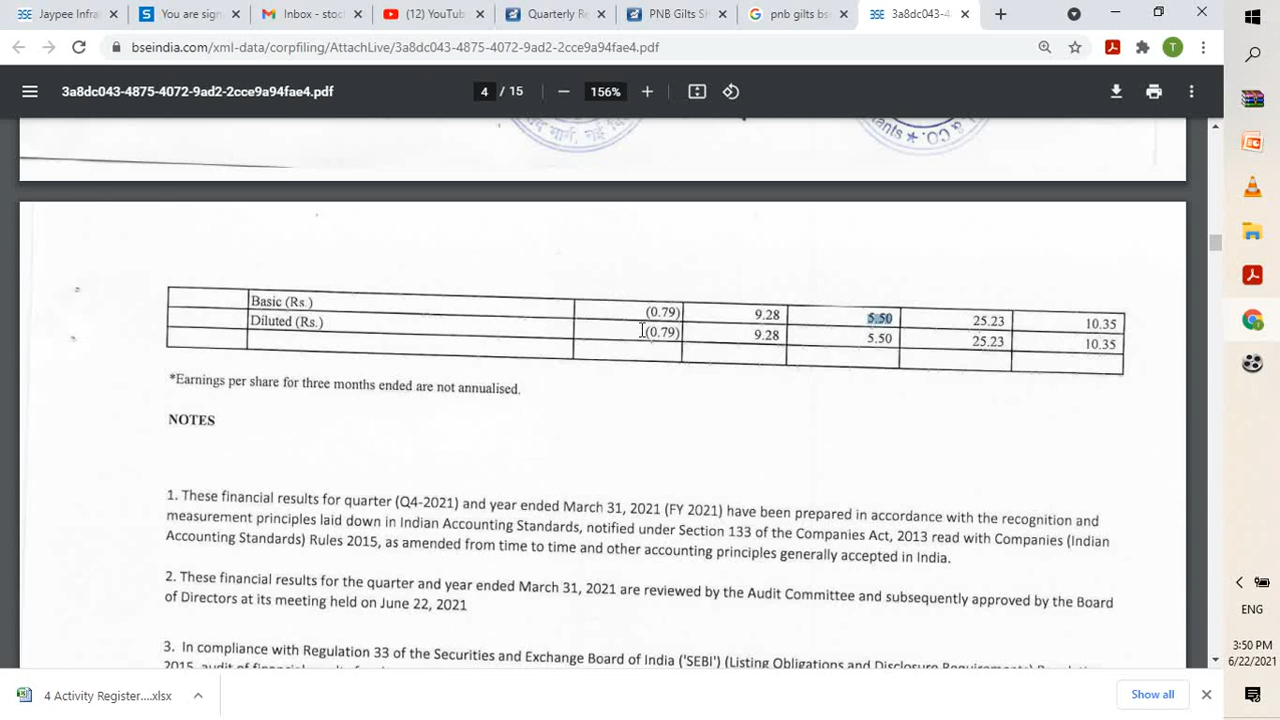 Jaypee Infra
You are sign
Inbox - stoc
(12) YouTub
Quarterly Re
PNB Gilts Sh
pnb gilts bse
3a8dc043-4
bseindia.com/xml-data/corpfiling/AttachLive/3a8dc043-4875-4072-9ad2-2cce9a94fae4.pdf
T
3a8dc043-4875-4072-9ad2-2cce9a94fae4.pdf
4 / 15
156%
Basic (Rs.) (0.79) 9.28 5.50 25.23 10.35
Diluted (Rs.) (0.79) 9.28 5.50 25.23 10.35
*Earnings per share for three months ended are not annualised.
NOTES
1. These financial results for quarter (Q4-2021) and year ended March 31, 2021 (FY 2021) have been prepared in accordance with the recognition and
measurement principles laid down in Indian Accounting Standards, notified under Section 133 of the Companies Act, 2013 read with Companies (Indian
Accounting Standards) Rules 2015, as amended from time to time and other accounting principles generally accepted in India.
2. These financial results for the quarter and year ended March 31, 2021 are reviewed by the Audit Committee and subsequently approved by the Board
of Directors at its meeting held on June 22, 2021
3. In compliance with Regulation 33 of the Securities and Exchange Board of India ('SEBI') (Listing Obligations and Disclosure Requirements)
ENG
3:50 PM
6/22/2021
4 Activity Register....xlsx
Show all